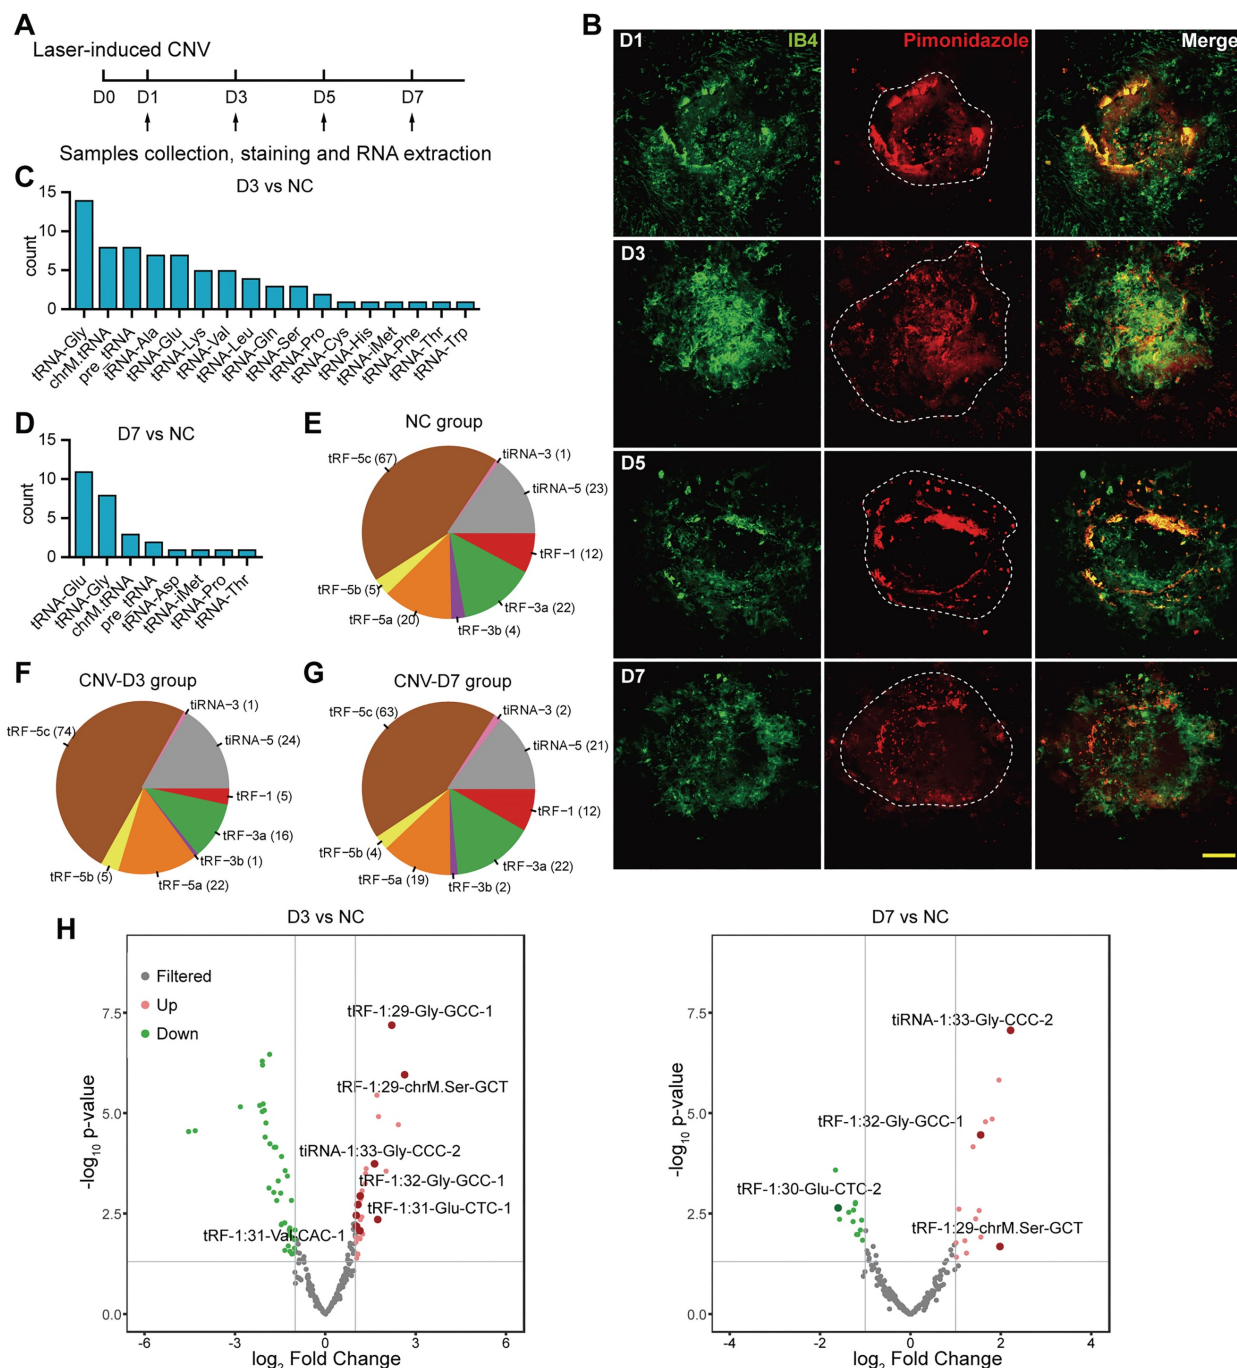 A
Laser-induced CNV
D0 D1 D3 D5 D7
Samples collection, staining and RNA extraction
B
D1 IB4 Pimonidazole Merge
D3
D5
D7
C
D3 vs NC
count
15
10
5
0
tRNA-Gly
chrM.tRNA
pre_tRNA
tRNA-Ala
tRNA-Glu
tRNA-Lys
tRNA-Val
tRNA-Leu
tRNA-Gln
tRNA-Ser
tRNA-Pro
tRNA-Cys
tRNA-His
tRNA-iMet
tRNA-Phe
tRNA-Thr
tRNA-Trp
D
D7 vs NC
count
15
10
5
0
tRNA-Glu
tRNA-Gly
chrM.tRNA
pre_tRNA
tRNA-Asp
tRNA-iMet
tRNA-Pro
tRNA-Thr
E
NC group
tRF-5c (67)
tiRNA-3 (1)
tiRNA-5 (23)
tRF-1 (12)
tRF-3a (22)
tRF-3b (4)
tRF-5a (20)
tRF-5b (5)
F
CNV-D3 group
tRF-5c (74)
tiRNA-3 (1)
tiRNA-5 (24)
tRF-1 (5)
tRF-3a (16)
tRF-3b (1)
tRF-5a (22)
tRF-5b (5)
G
CNV-D7 group
tRF-5c (63)
tiRNA-3 (2)
tiRNA-5 (21)
tRF-1 (12)
tRF-3a (22)
tRF-3b (2)
tRF-5a (19)
tRF-5b (4)
H
D3 vs NC
Filtered
Up
Down
tRF-1:29-Gly-GCC-1
tRF-1:29-chrM.Ser-GCT
tiRNA-1:33-Gly-CCC-2
tRF-1:32-Gly-GCC-1
tRF-1:31-Glu-CTC-1
tRF-1:31-Val-CAC-1
-log10 p-value
7.5
5.0
2.5
0.0
-6 -3 0 3 6
log2 Fold Change
D7 vs NC
tiRNA-1:33-Gly-CCC-2
tRF-1:32-Gly-GCC-1
tRF-1:30-Glu-CTC-2
tRF-1:29-chrM.Ser-GCT
-log10 p-value
7.5
5.0
2.5
0.0
-4 -2 0 2 4
log2 Fold Change